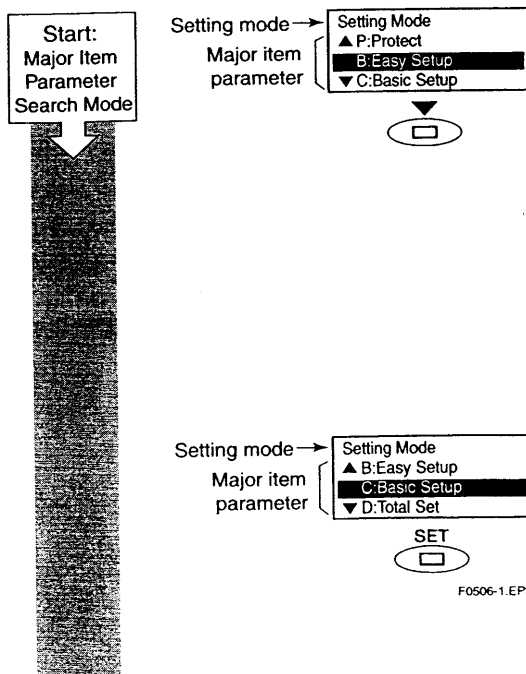 Start:
Major Item
Parameter
Search Mode
Setting mode
Major item
parameter
Setting Mode
▲ P:Protect
B:Easy Setup
▼ C:Basic Setup
Setting mode
Major item
parameter
Setting Mode
▲ B:Easy Setup
C:Basic Setup
▼ D:Total Set
SET
F0506-1.EP